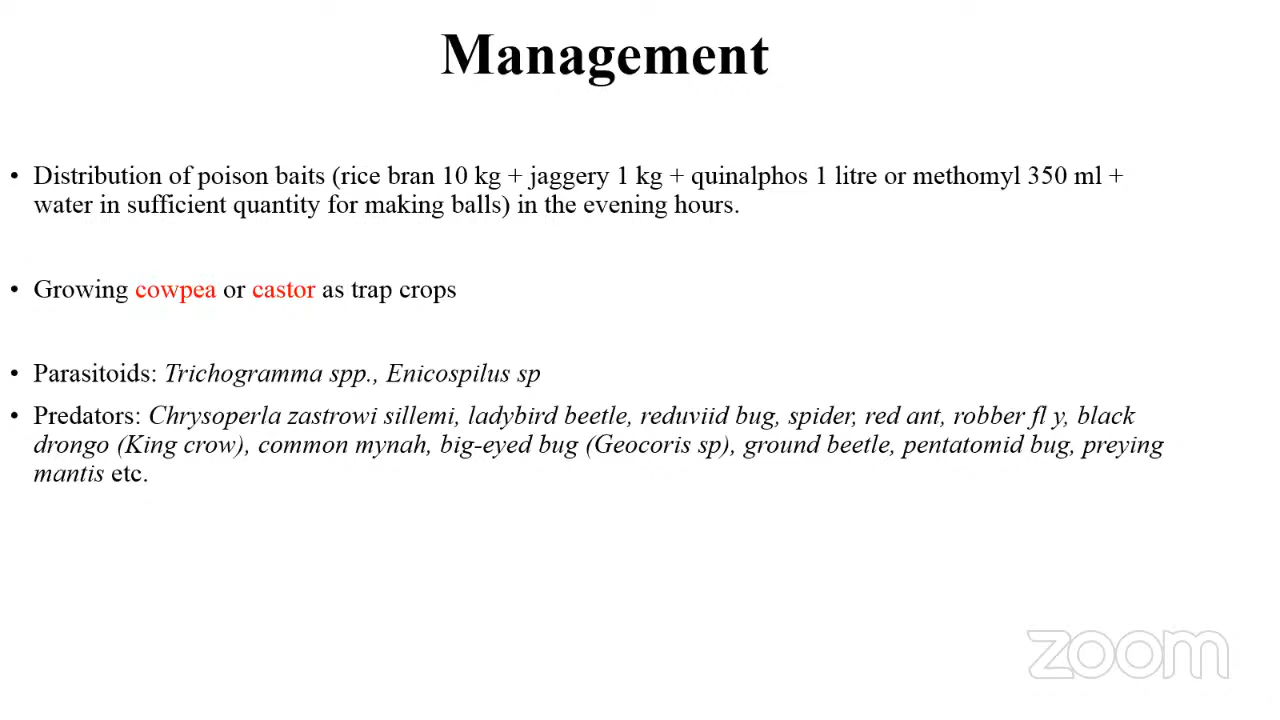 Management
• Distribution of poison baits (rice bran 10 kg + jaggery 1 kg + quinalphos 1 litre or methomyl 350 ml +
water in sufficient quantity for making balls) in the evening hours.
• Growing cowpea or castor as trap crops
• Parasitoids: Trichogramma spp., Enicospilus sp
• Predators: Chrysoperla zastrowi sillemi, ladybird beetle, reduviid bug, spider, red ant, robber fl y, black
drongo (King crow), common mynah, big-eyed bug (Geocoris sp), ground beetle, pentatomid bug, preying
mantis etc.
zoom